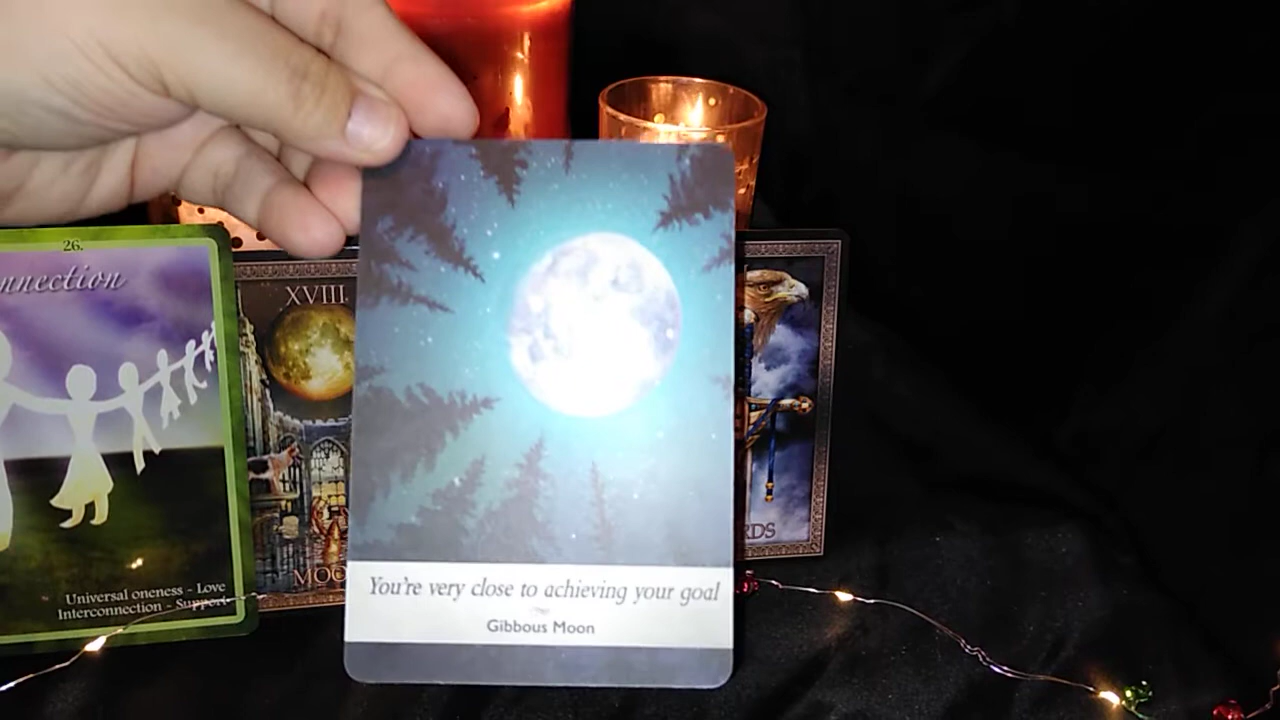 26.
nnection
Universal oneness - Love
Interconnection - Support
XVIII
MOO
You're very close to achieving your goal
Gibbous Moon
RDS